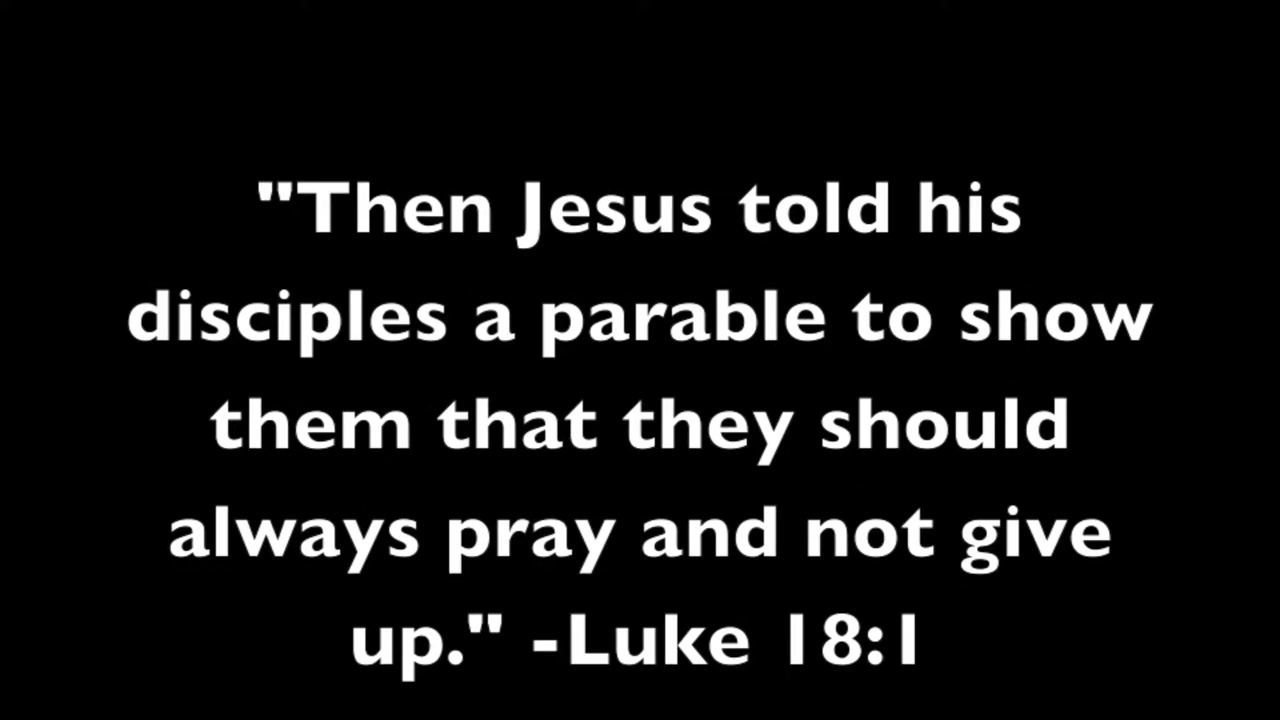 "Then Jesus told his
disciples a parable to show
them that they should
always pray and not give
up." -Luke 18:1